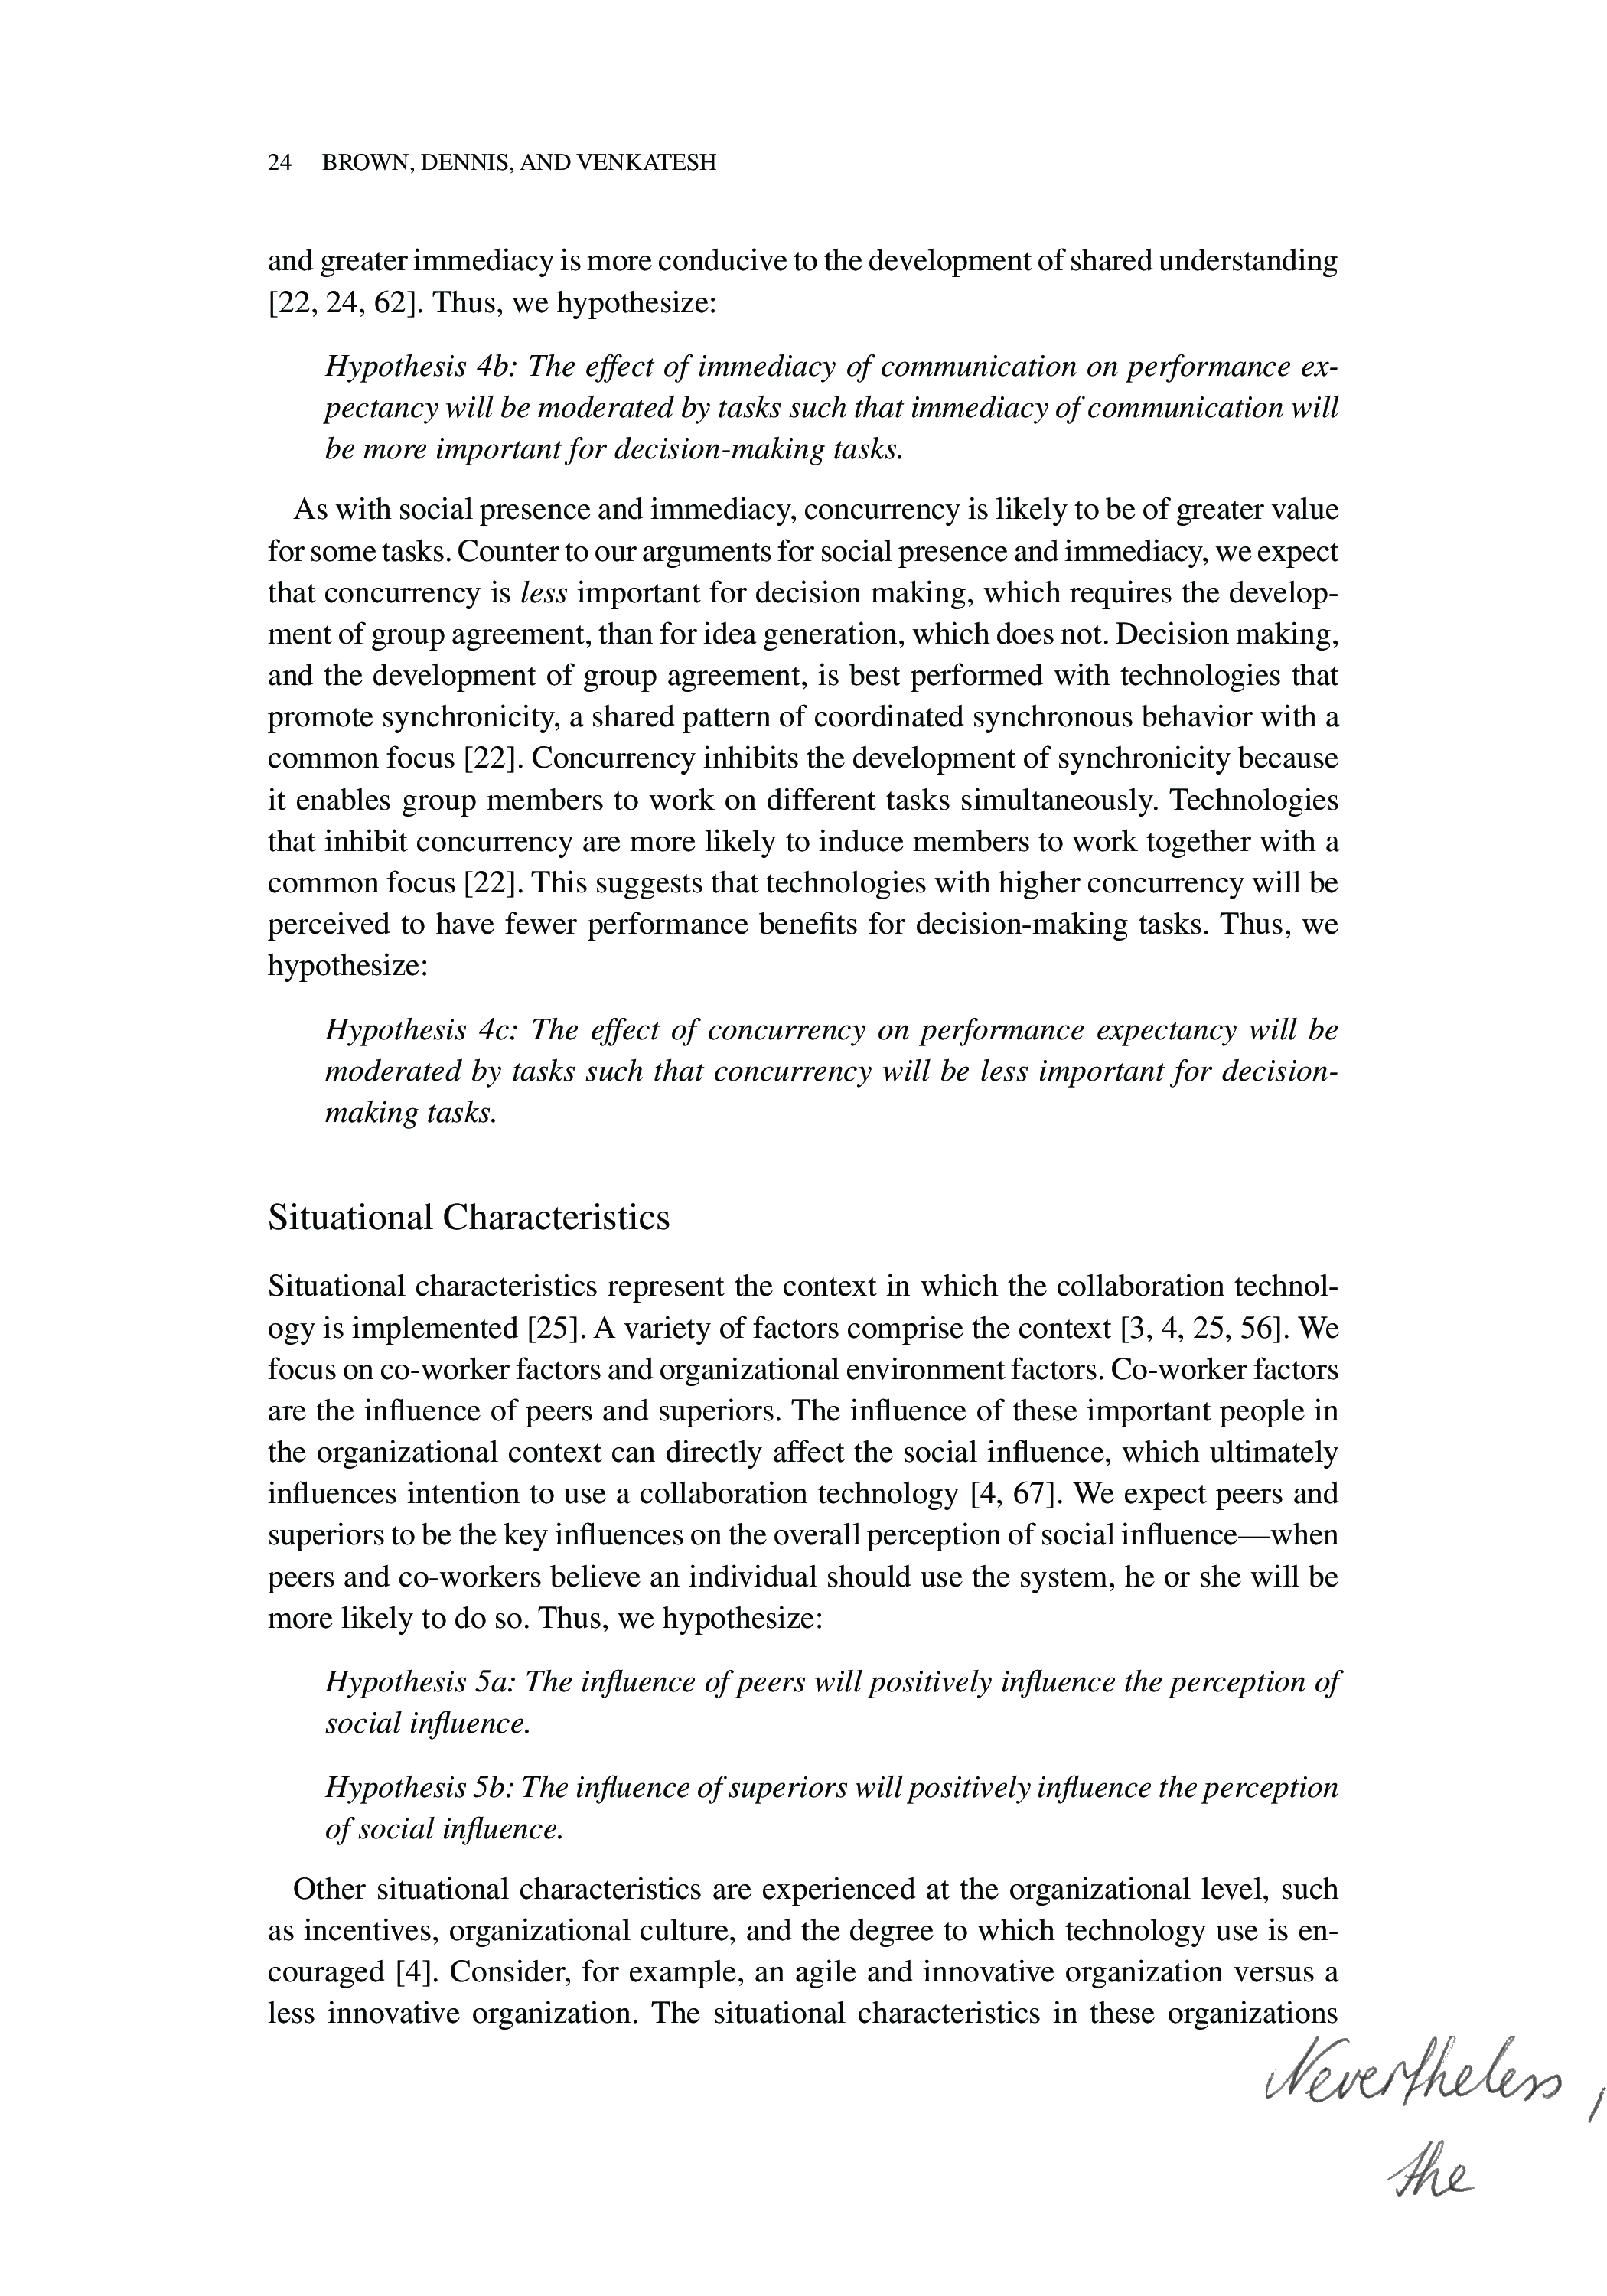 24 BROWN, DENNIS, AND VENKATESH
and greater immediacy is more conducive to the development of shared understanding
[22, 24, 62]. Thus, we hypothesize:
Hypothesis 4b: The effect of immediacy of communication on performance ex-
pectancy will be moderated by tasks such that immediacy of communication will
be more important for decision-making tasks.
As with social presence and immediacy, concurrency is likely to be of greater value
for some tasks. Counter to our arguments for social presence and immediacy, we expect
that concurrency is less important for decision making, which requires the develop-
ment of group agreement, than for idea generation, which does not. Decision making,
and the development of group agreement, is best performed with technologies that
promote synchronicity, a shared pattern of coordinated synchronous behavior with a
common focus [22]. Concurrency inhibits the development of synchronicity because
it enables group members to work on different tasks simultaneously. Technologies
that inhibit concurrency are more likely to induce members to work together with a
common focus [22]. This suggests that technologies with higher concurrency will be
perceived to have fewer performance benefits for decision-making tasks. Thus, we
hypothesize:
Hypothesis 4c: The effect of concurrency on performance expectancy will be
moderated by tasks such that concurrency will be less important for decision-
making tasks.
Situational Characteristics
Situational characteristics represent the context in which the collaboration technol-
ogy is implemented [25]. A variety of factors comprise the context [3, 4, 25, 56]. We
focus on co-worker factors and organizational environment factors. Co-worker factors
are the influence of peers and superiors. The influence of these important people in
the organizational context can directly affect the social influence, which ultimately
influences intention to use a collaboration technology [4, 67]. We expect peers and
superiors to be the key influences on the overall perception of social influence—when
peers and co-workers believe an individual should use the system, he or she will be
more likely to do so. Thus, we hypothesize:
Hypothesis 5a: The influence of peers will positively influence the perception of
social influence.
Hypothesis 5b: The influence of superiors will positively influence the perception
of social influence.
Other situational characteristics are experienced at the organizational level, such
as incentives, organizational culture, and the degree to which technology use is en-
couraged [4]. Consider, for example, an agile and innovative organization versus a
less innovative organization. The situational characteristics in these organizations
Nevertheless,
the